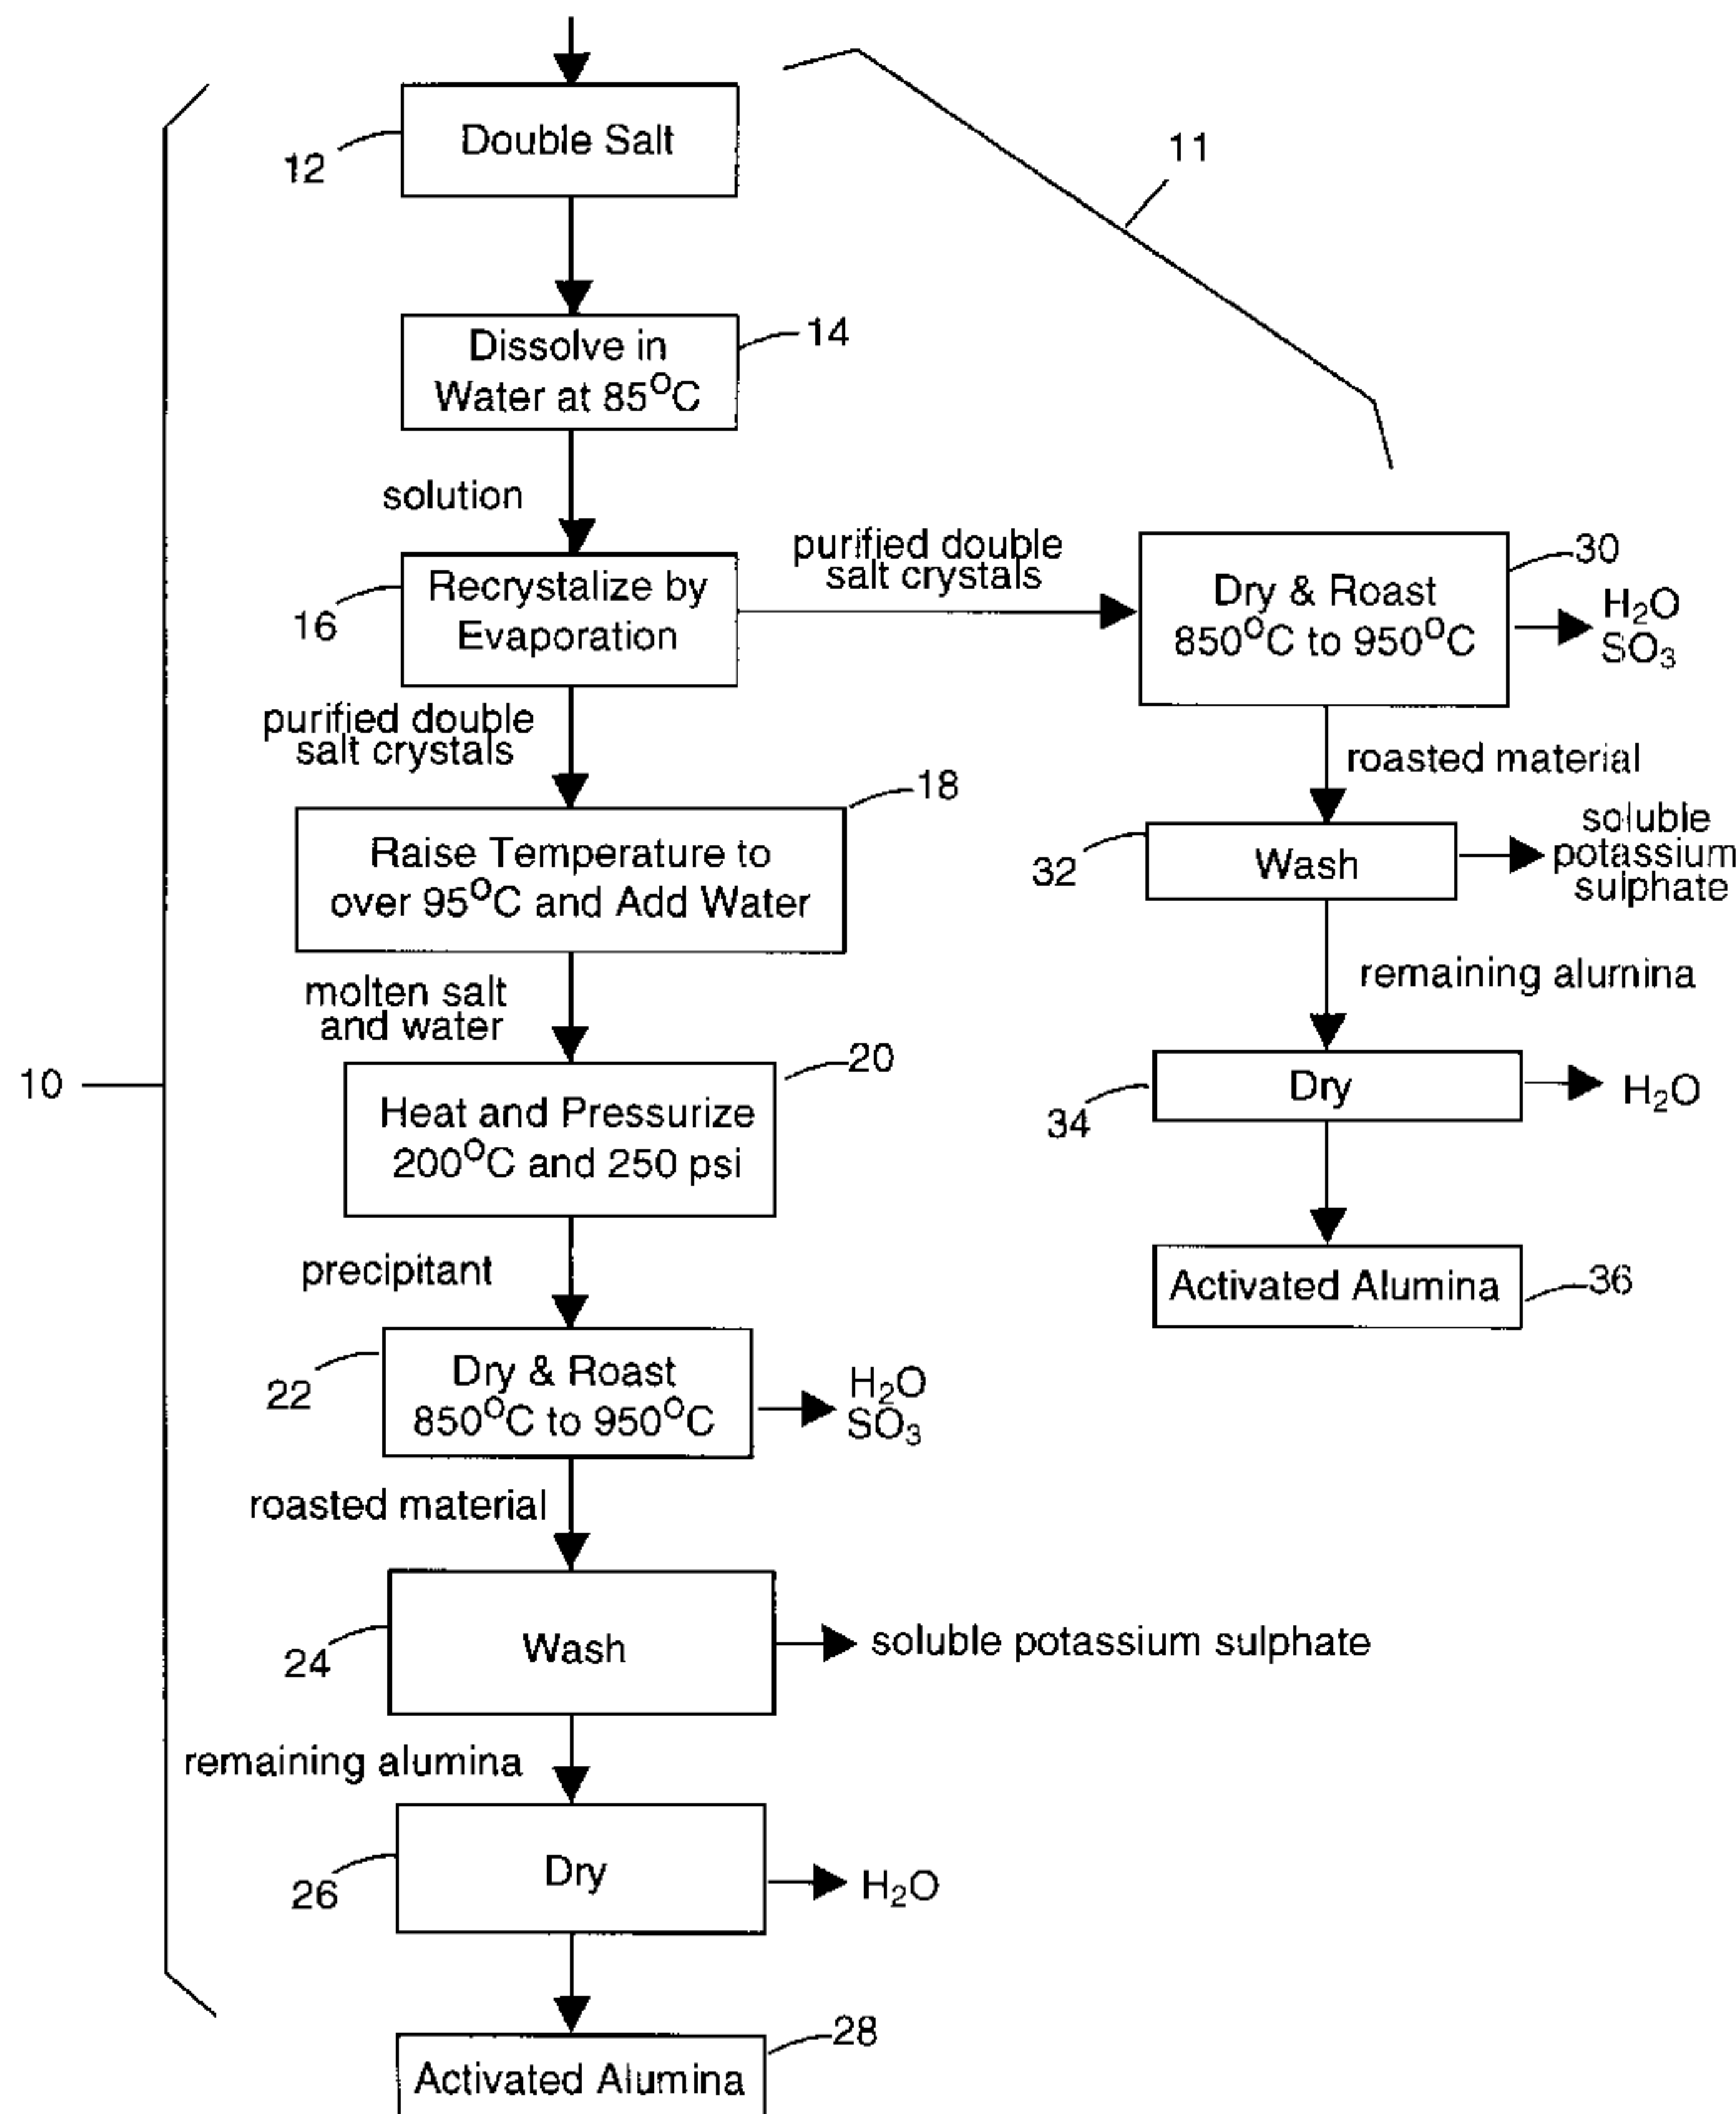 Double Salt
12
11
Dissolve in
Water at 85°C
14
solution
Recrystalize by
Evaporation
16
purified double
salt crystals
Dry & Roast
850°C to 950°C
30
H₂O
SO₃
purified double
salt crystals
roasted material
Raise Temperature to
over 95°C and Add Water
18
Wash
32
soluble
potassium
sulphate
molten salt
and water
remaining alumina
10
Heat and Pressurize
200°C and 250 psi
20
Dry
34
H₂O
precipitant
Activated Alumina
36
Dry & Roast
850°C to 950°C
22
H₂O
SO₃
roasted material
Wash
24
soluble potassium sulphate
remaining alumina
Dry
26
H₂O
Activated Alumina
28